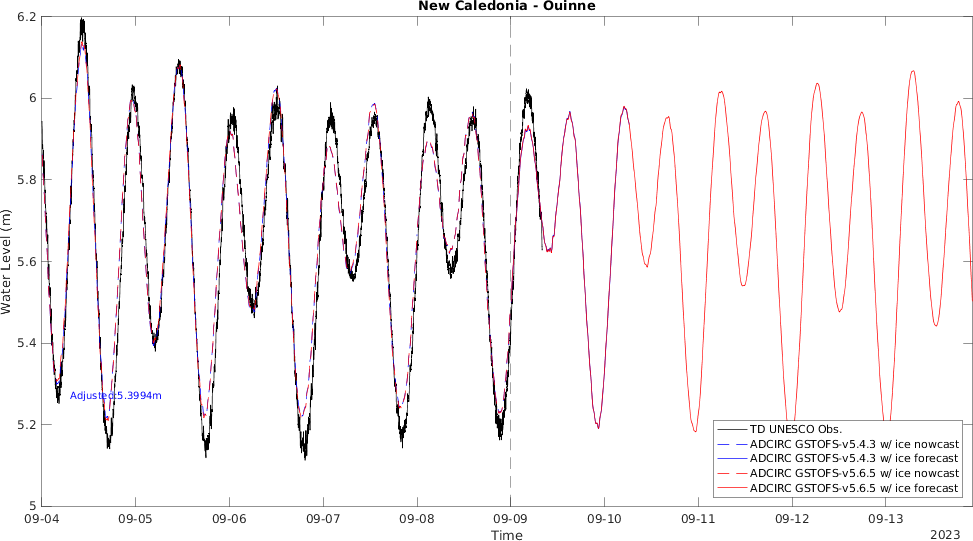 New Caledonia - Ouinne
6.2
6
5.8
5.6
5.4
5.2
5
Water Level (m)
Adjusted:5.3994m
TD UNESCO Obs.
ADCIRC GSTOFS-v5.4.3 w/ ice nowcast
ADCIRC GSTOFS-v5.4.3 w/ ice forecast
ADCIRC GSTOFS-v5.6.5 w/ ice nowcast
ADCIRC GSTOFS-v5.6.5 w/ ice forecast
09-04 09-05 09-06 09-07 09-08 09-09 09-10 09-11 09-12 09-13
Time
2023